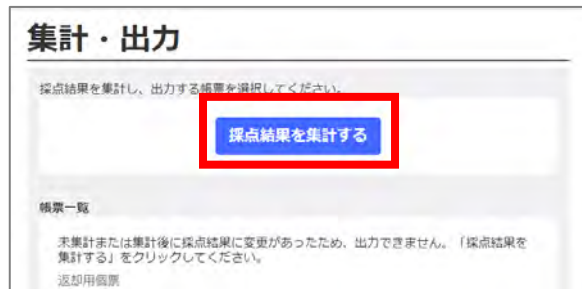 集計・出力
採点結果を集計し、出力する帳票を選択してください。
採点結果を集計する
帳票一覧
未集計または集計後に採点結果に変更があったため、出力できません。「採点結果を
集計する」をクリックしてください。
返却用個票